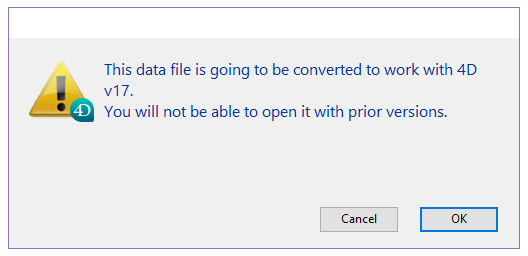 This data file is going to be converted to work with 4D
v17.
You will not be able to open it with prior versions.
4D
Cancel OK